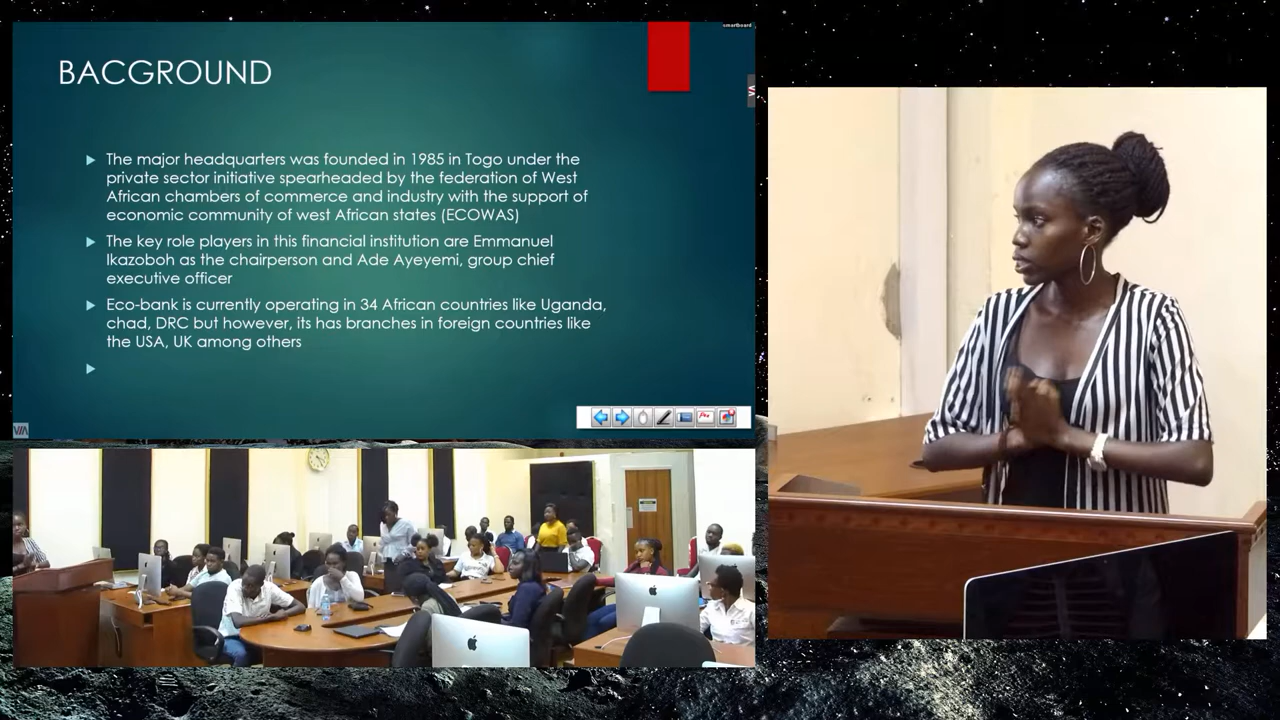 smartboard
BACGROUND
The major headquarters was founded in 1985 in Togo under the
private sector initiative spearheaded by the federation of West
African chambers of commerce and industry with the support of
economic community of west African states (ECOWAS)
The key role players in this financial institution are Emmanuel
Ikazoboh as the chairperson and Ade Ayeyemi, group chief
executive officer
Eco-bank is currently operating in 34 African countries like Uganda,
chad, DRC but however, its has branches in foreign countries like
the USA, UK among others
VIA